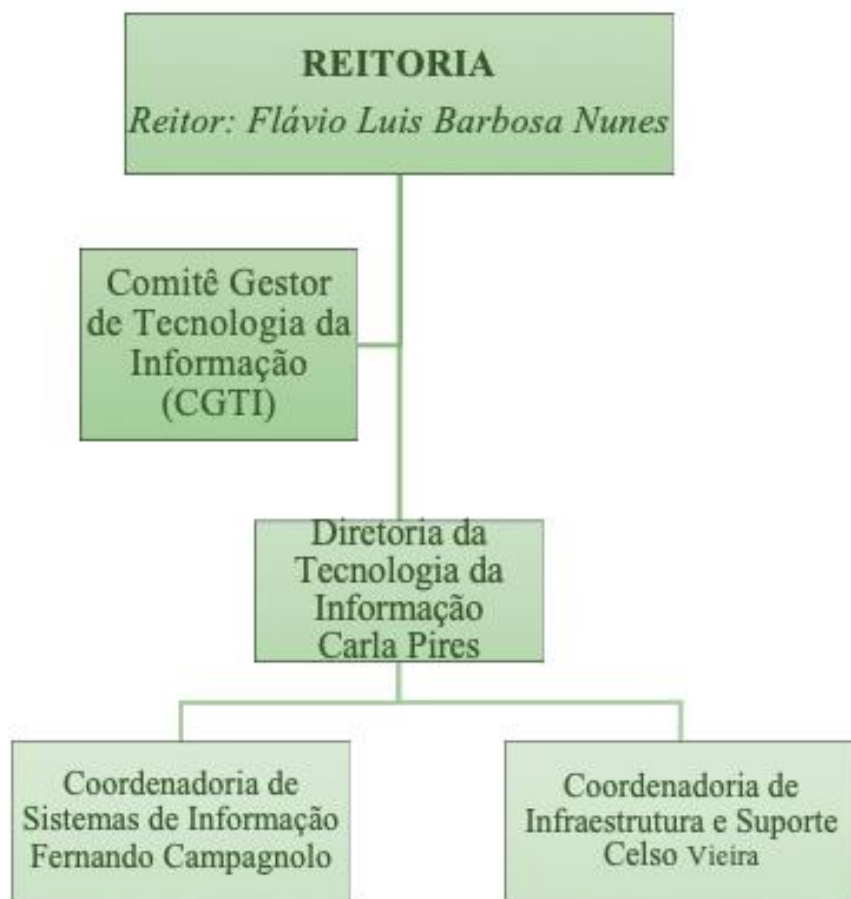 REITORIA
Reitor: Flávio Luis Barbosa Nunes
Comitê Gestor
de Tecnologia da
Informação
(CGTI)
Diretoria da
Tecnologia da
Informação
Carla Pires
Coordenadoria de
Sistemas de Informação
Fernando Campagnolo
Coordenadoria de
Infraestrutura e Suporte
Celso Vieira